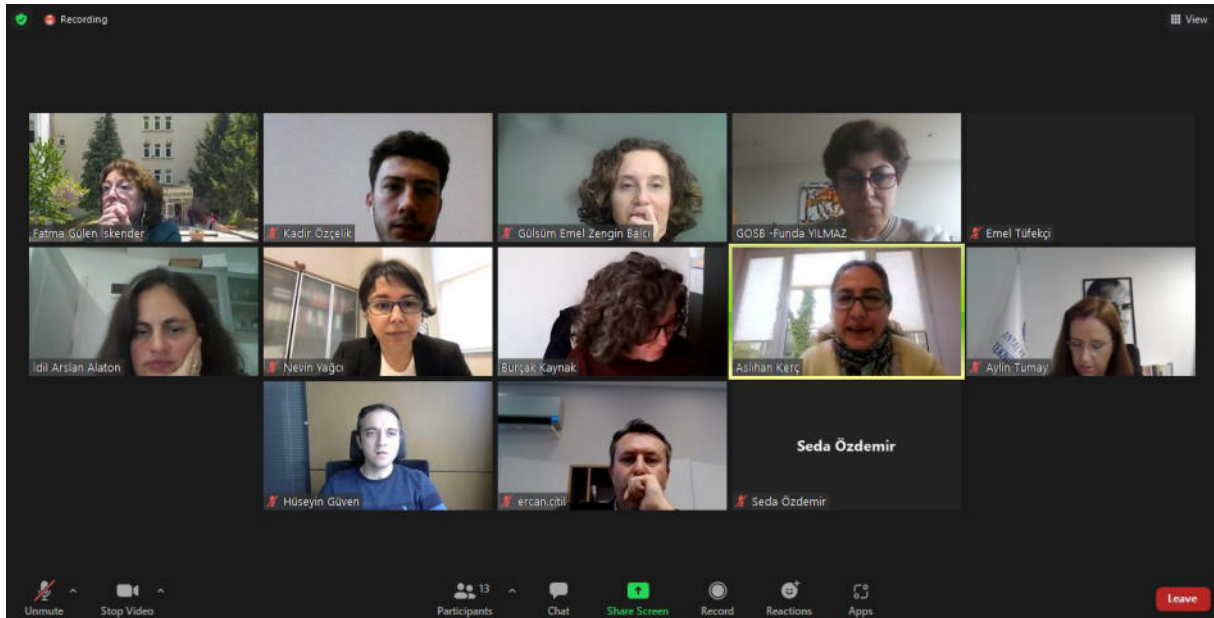 Recording
View
Fatma Gülen İskender
Kadir Özçelik
Gülsüm Emel Zengin Balcı
GOSB -Funda YILMAZ
Emel Tüfekçi
İdil Arslan Alaton
Nevin Yağcı
Burçak Kaynak
Aslıhan Kerç
Aylin Tumay
Hüseyin Güven
ercan.citil
Seda Özdemir
Seda Özdemir
Unmute
Stop Video
13
Participants
Chat
Share Screen
Record
Reactions
Apps
Leave